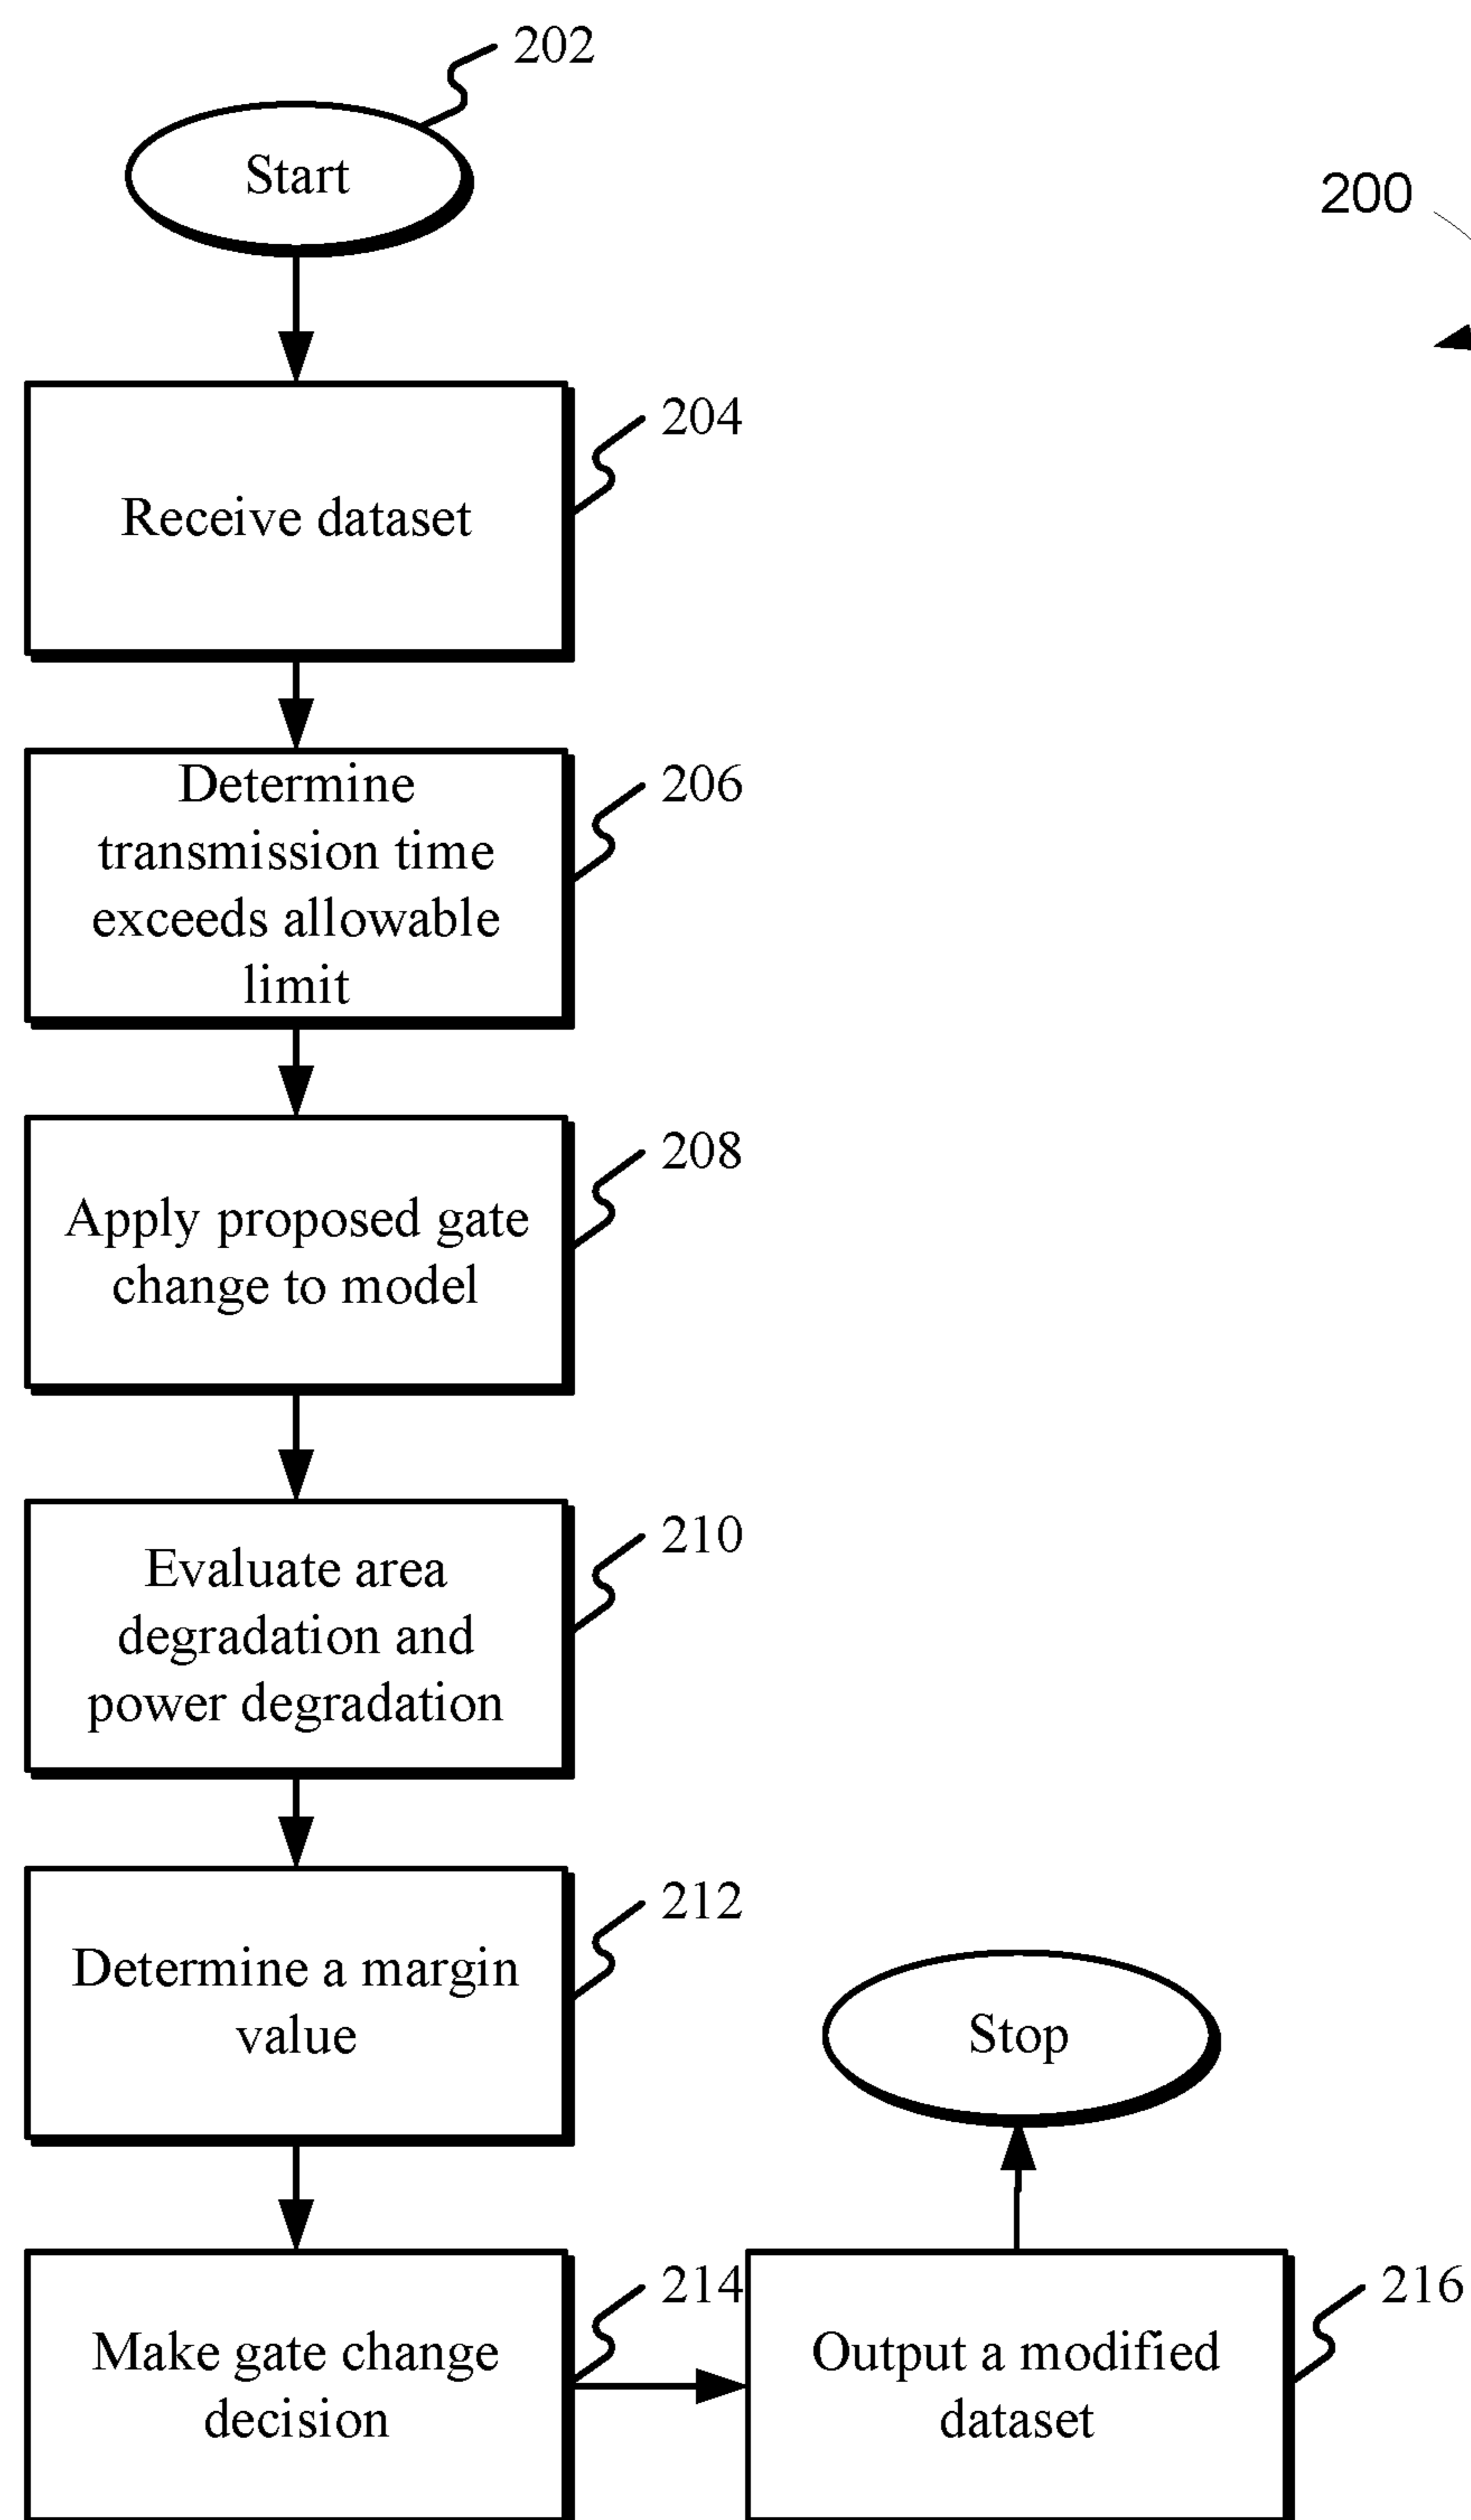 202
Start
200
204
Receive dataset
206
Determine
transmission time
exceeds allowable
limit
208
Apply proposed gate
change to model
210
Evaluate area
degradation and
power degradation
212
Determine a margin
value
Stop
214
Make gate change
decision
216
Output a modified
dataset